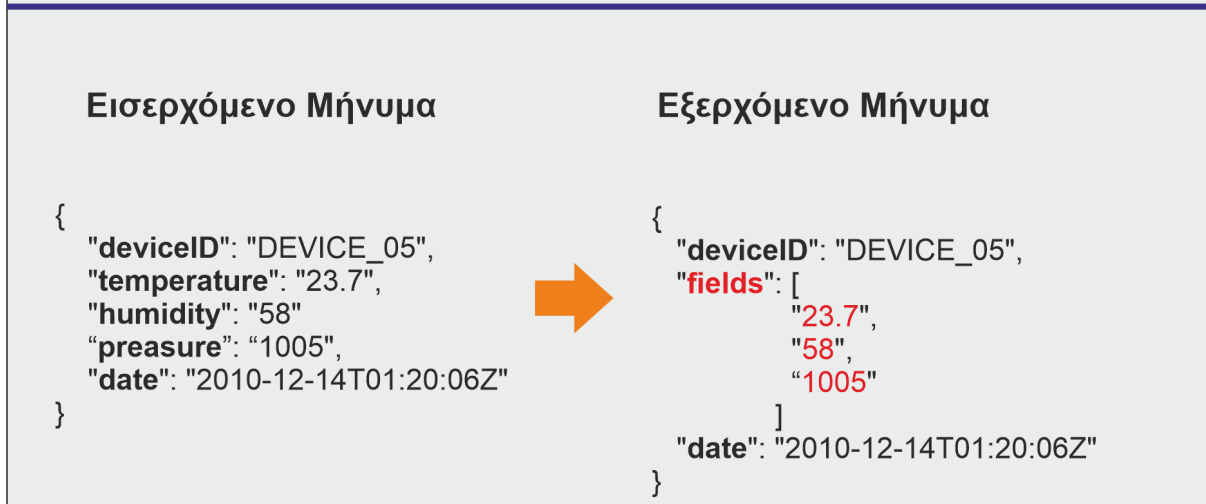 Εισερχόμενο Μήνυμα
{
"deviceID": "DEVICE_05",
"temperature": "23.7",
"humidity": "58"
“preasure”: “1005",
"date": "2010-12-14T01:20:06Z"
}
Εξερχόμενο Μήνυμα
{
"deviceID": "DEVICE_05",
"fields": [
"23.7",
"58",
“1005"
]
"date": "2010-12-14T01:20:06Z"
}